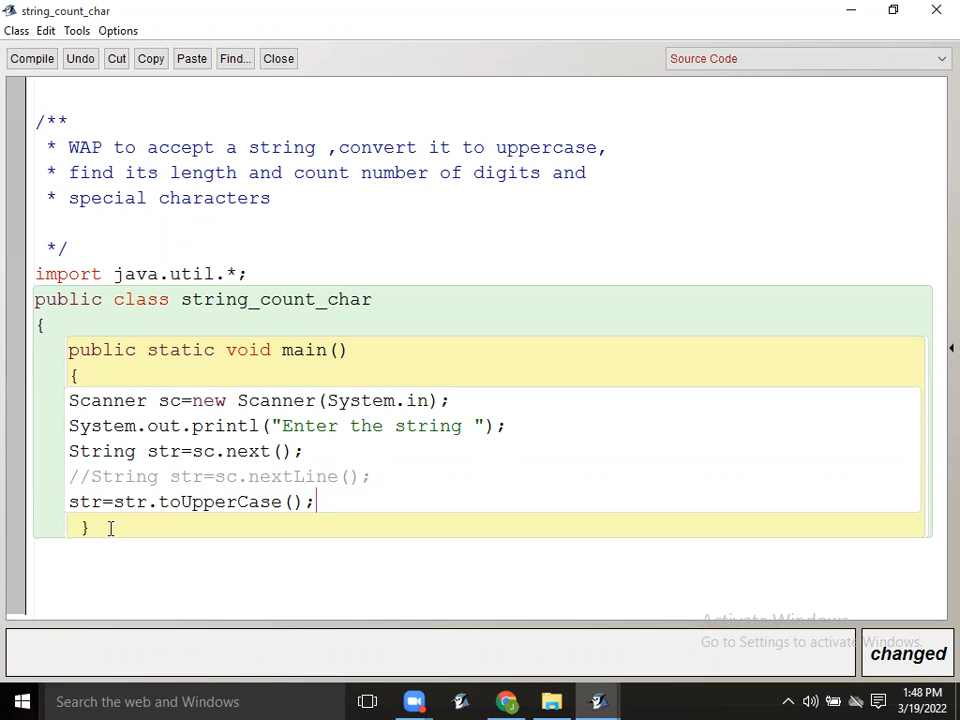 string_count_char
Class Edit Tools Options
Compile Undo Cut Copy Paste Find... Close Source Code
/**
* WAP to accept a string ,convert it to uppercase,
* find its length and count number of digits and
* special characters
*/
import java.util.*;
public class string_count_char
{
public static void main()
{
Scanner sc=new Scanner(System.in);
System.out.printl("Enter the string ");
String str=sc.next();
//String str=sc.nextLine();
str=str.toUpperCase();
}
Activate Windows
Go to Settings to activate Windows.
changed
Search the web and Windows
1:48 PM
3/19/2022